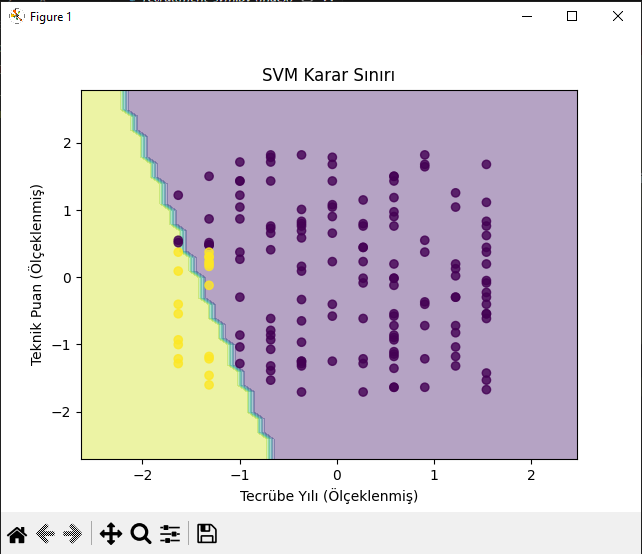 Figure 1
SVM Karar Sınırı
Teknik Puan (Ölçeklenmiş)
2
1
0
−1
−2
−2 −1 0 1 2
Tecrübe Yılı (Ölçeklenmiş)